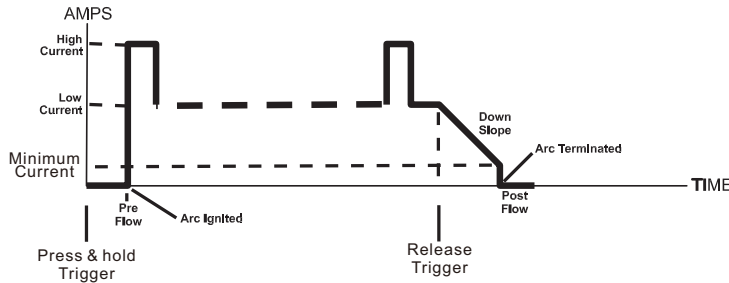 AMPS
High
Current
Low
Current
Minimum
Current
Down
Slope
Arc Terminated
TIME
Pre
Flow
Arc Ignited
Post
Flow
Press & hold
Trigger
Release
Trigger